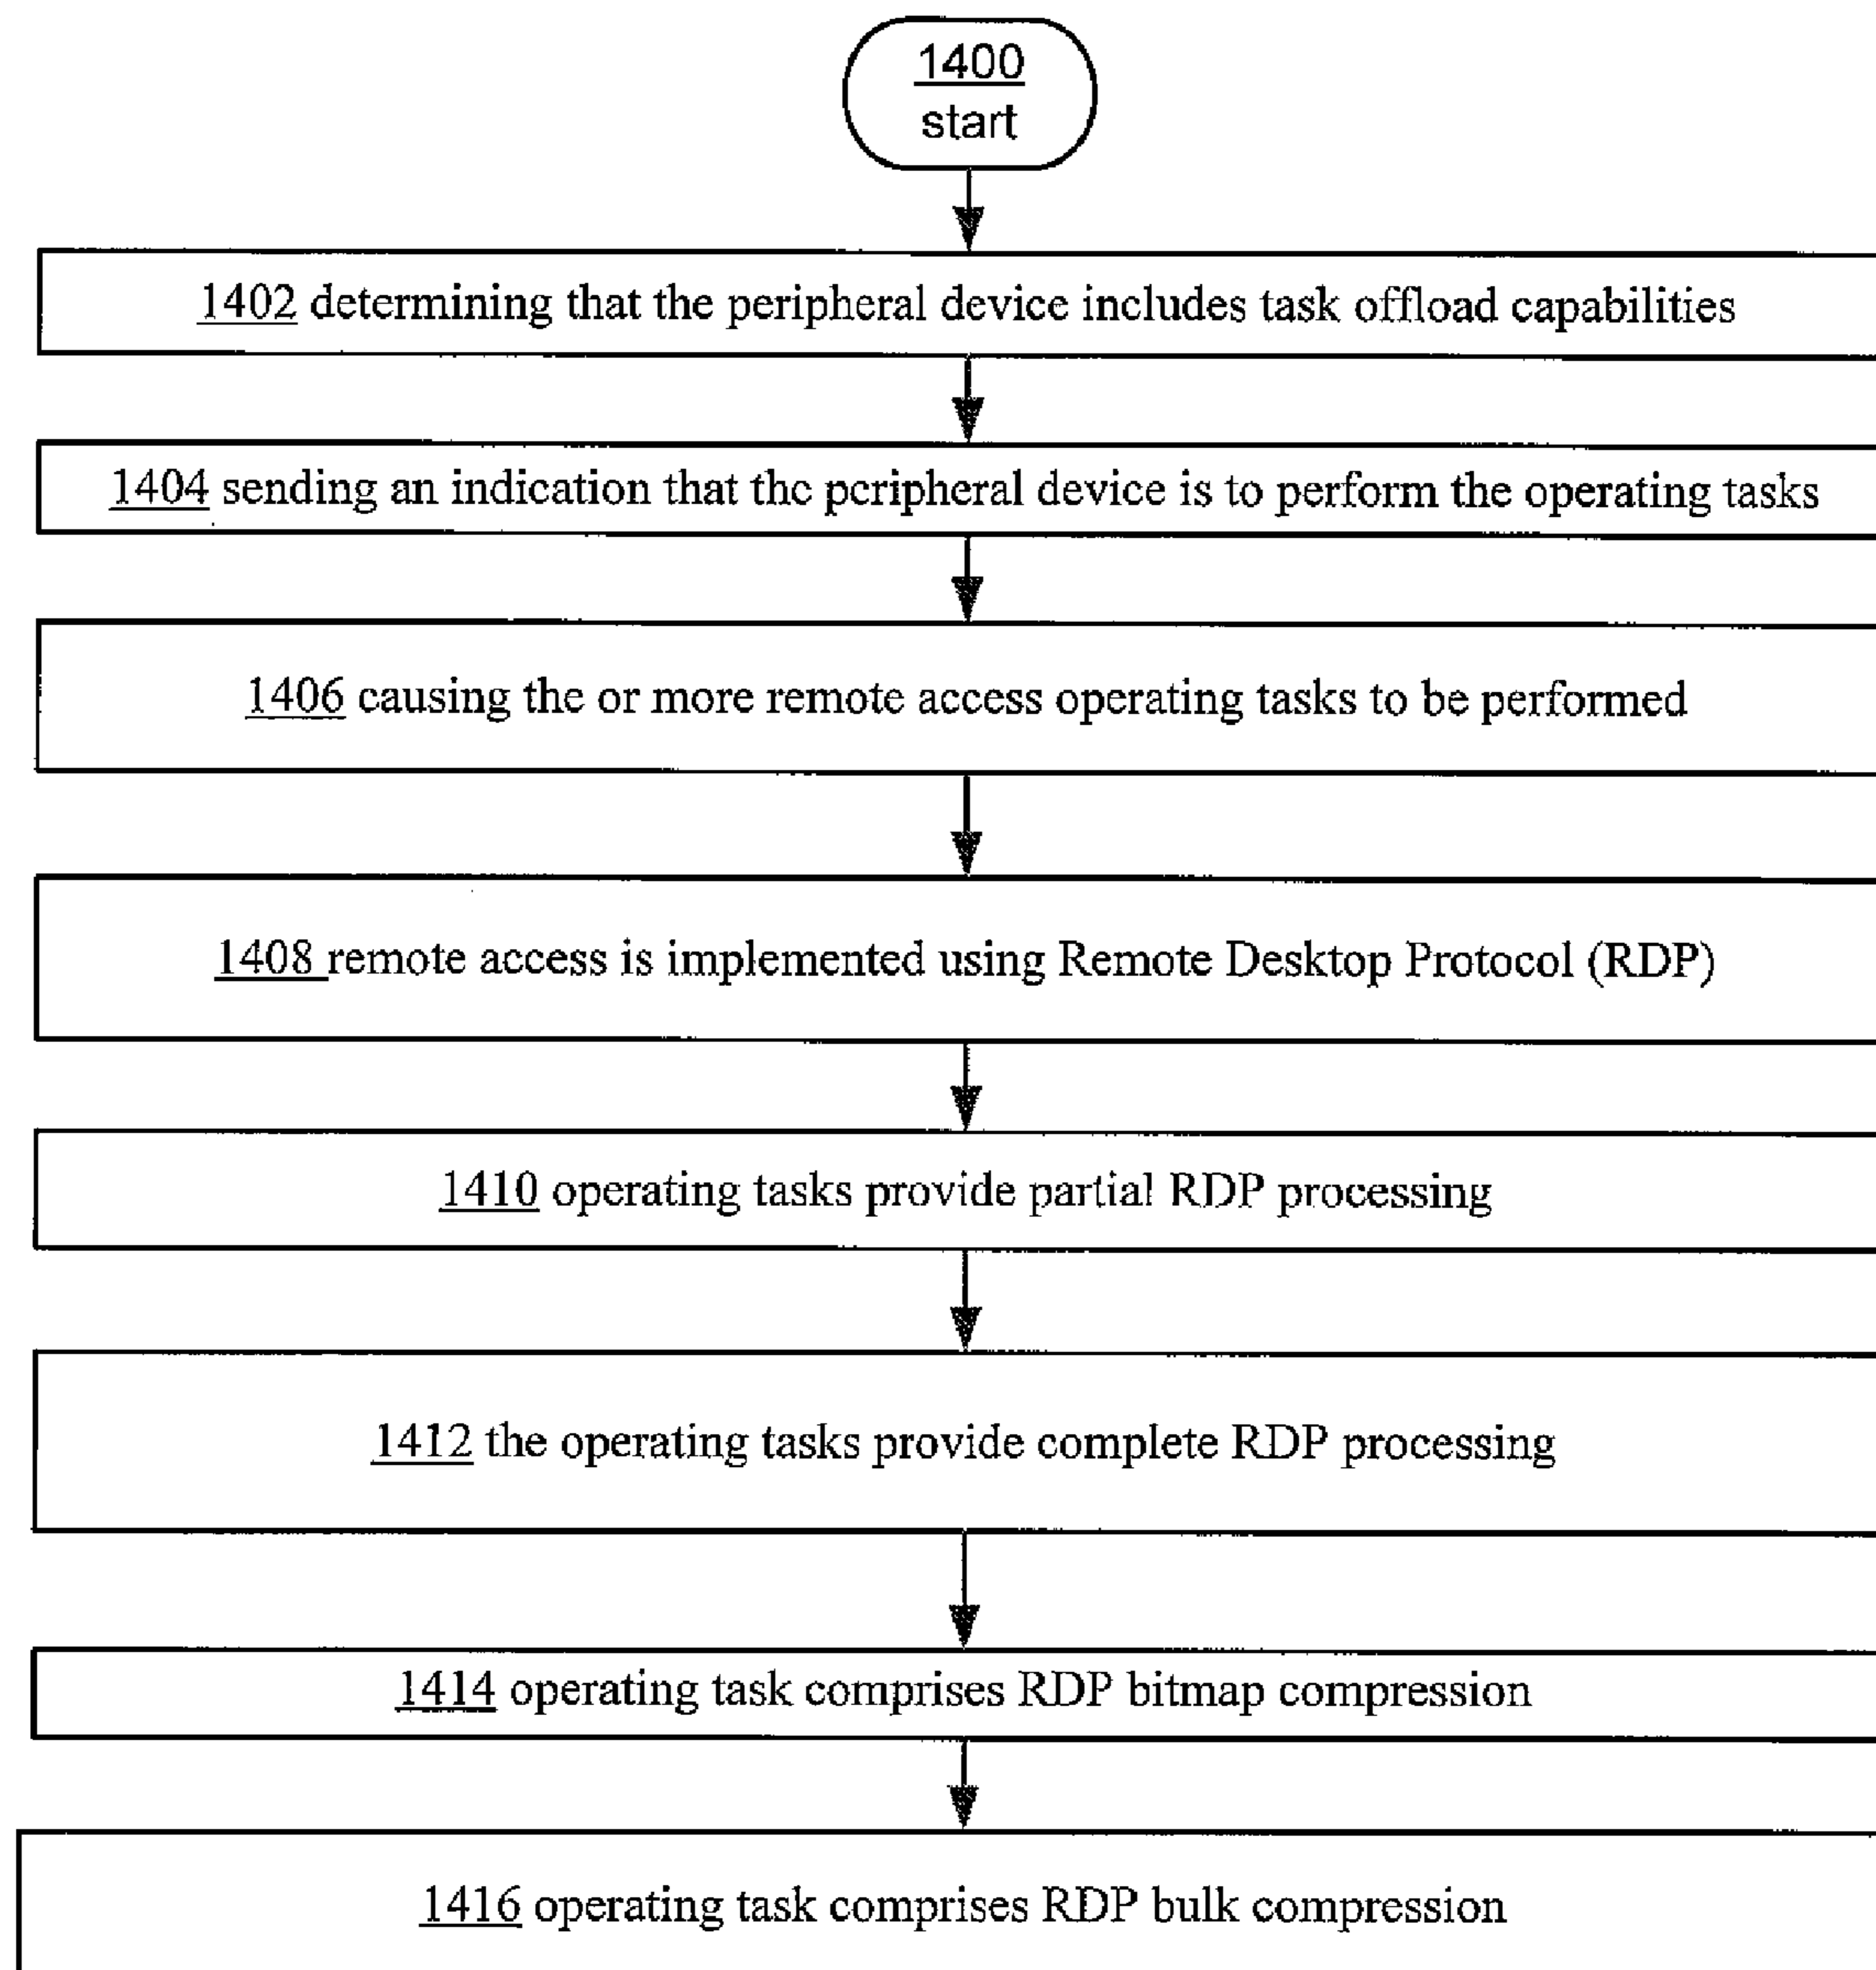 1400
start
1402 determining that the peripheral device includes task offload capabilities
1404 sending an indication that the peripheral device is to perform the operating tasks
1406 causing the or more remote access operating tasks to be performed
1408 remote access is implemented using Remote Desktop Protocol (RDP)
1410 operating tasks provide partial RDP processing
1412 the operating tasks provide complete RDP processing
1414 operating task comprises RDP bitmap compression
1416 operating task comprises RDP bulk compression